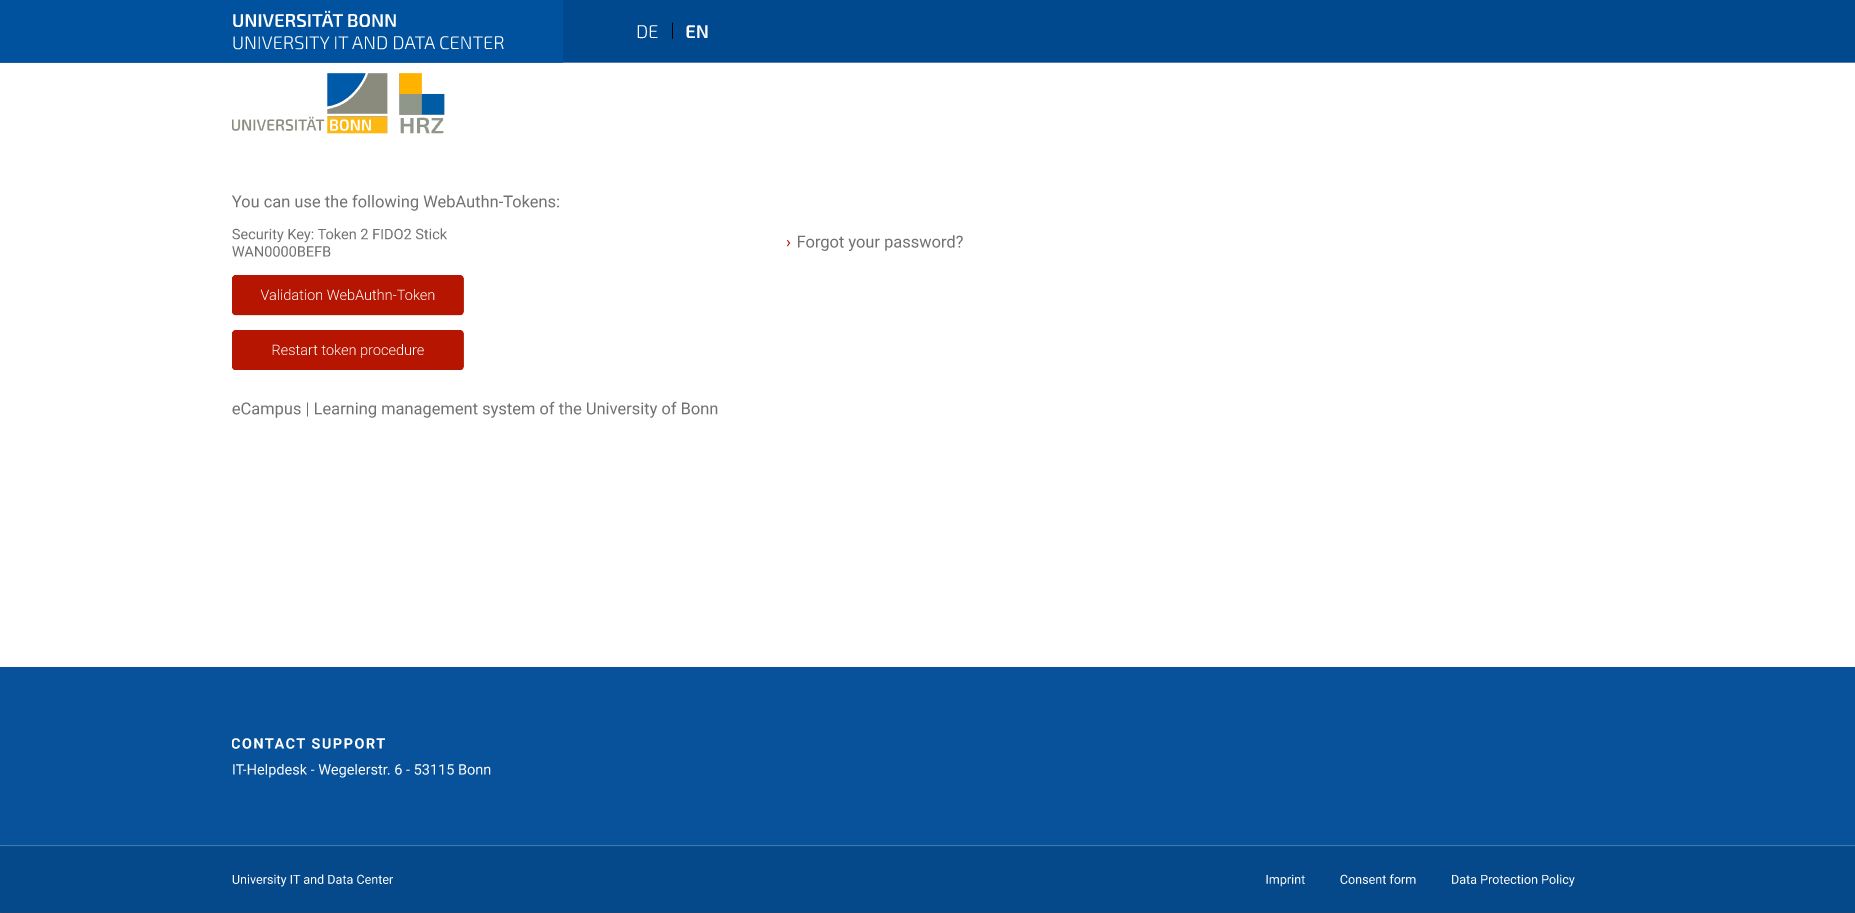 UNIVERSITÄT BONN
UNIVERSITY IT AND DATA CENTER
DE | EN
UNIVERSITÄT BONN HRZ
You can use the following WebAuthn-Tokens:
Security Key: Token 2 FIDO2 Stick
WAN0000BEFB
› Forgot your password?
Validation WebAuthn-Token
Restart token procedure
eCampus | Learning management system of the University of Bonn
CONTACT SUPPORT
IT-Helpdesk - Wegelerstr. 6 - 53115 Bonn
University IT and Data Center
Imprint Consent form Data Protection Policy